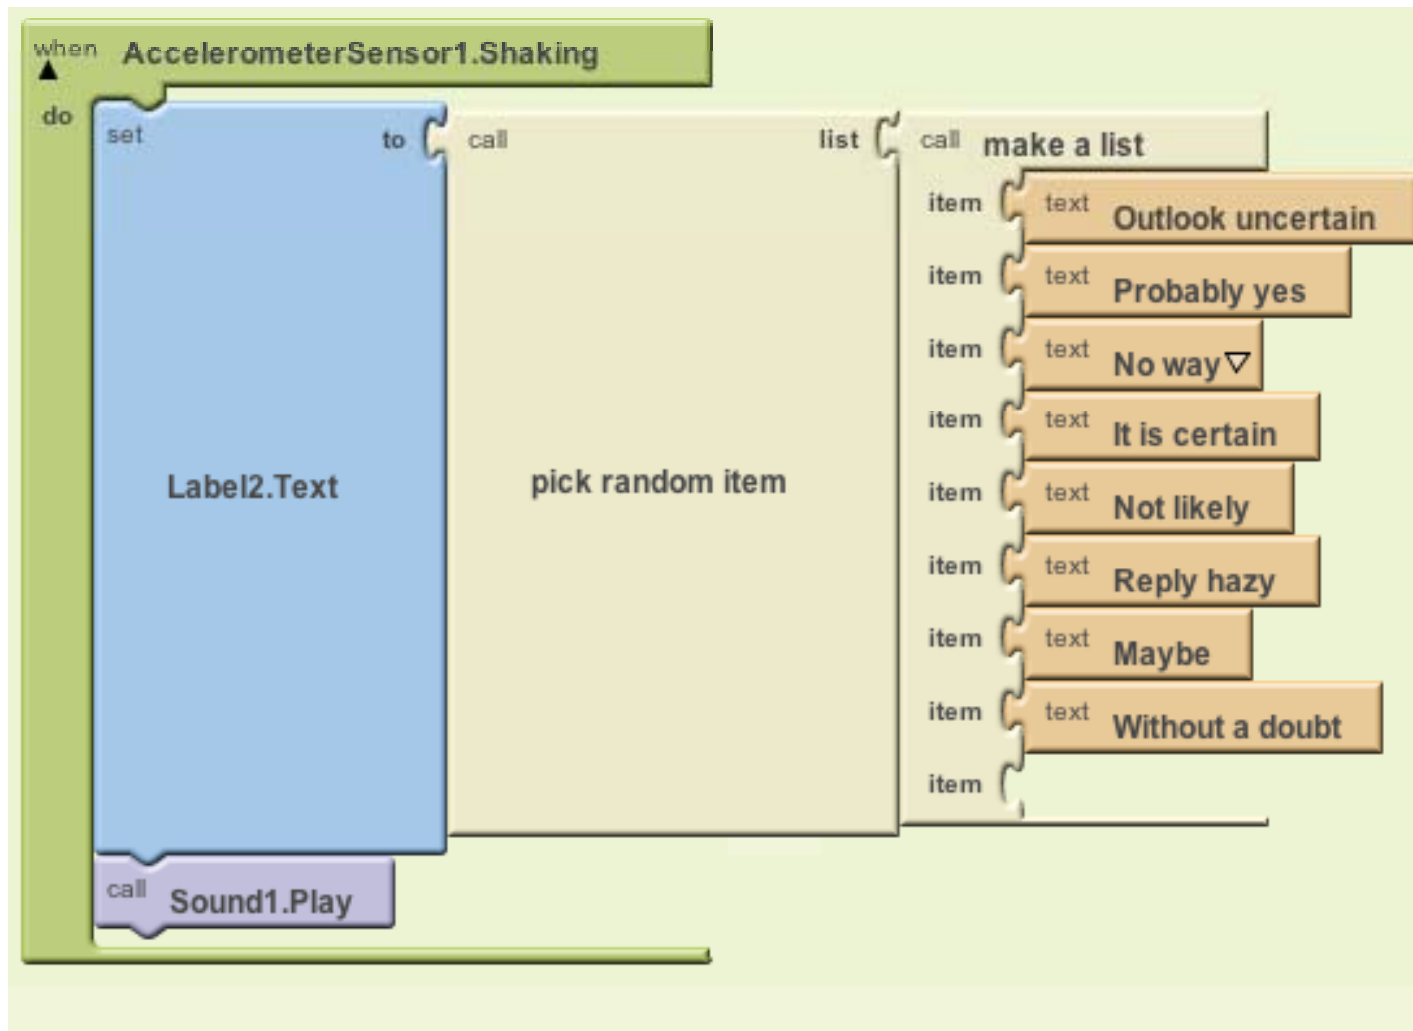 when AccelerometerSensor1.Shaking
do
set to call list call make a list
item text Outlook uncertain
item text Probably yes
item text No way
item text It is certain
Label2.Text pick random item
item text Not likely
item text Reply hazy
item text Maybe
item text Without a doubt
item
call Sound1.Play